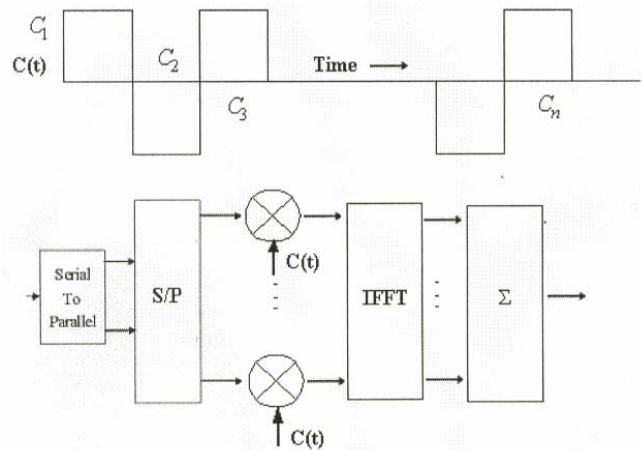 C1
C(t)
C2
Time
C3
Cn
Serial
To
Parallel
S/P
C(t)
IFFT
Σ
C(t)